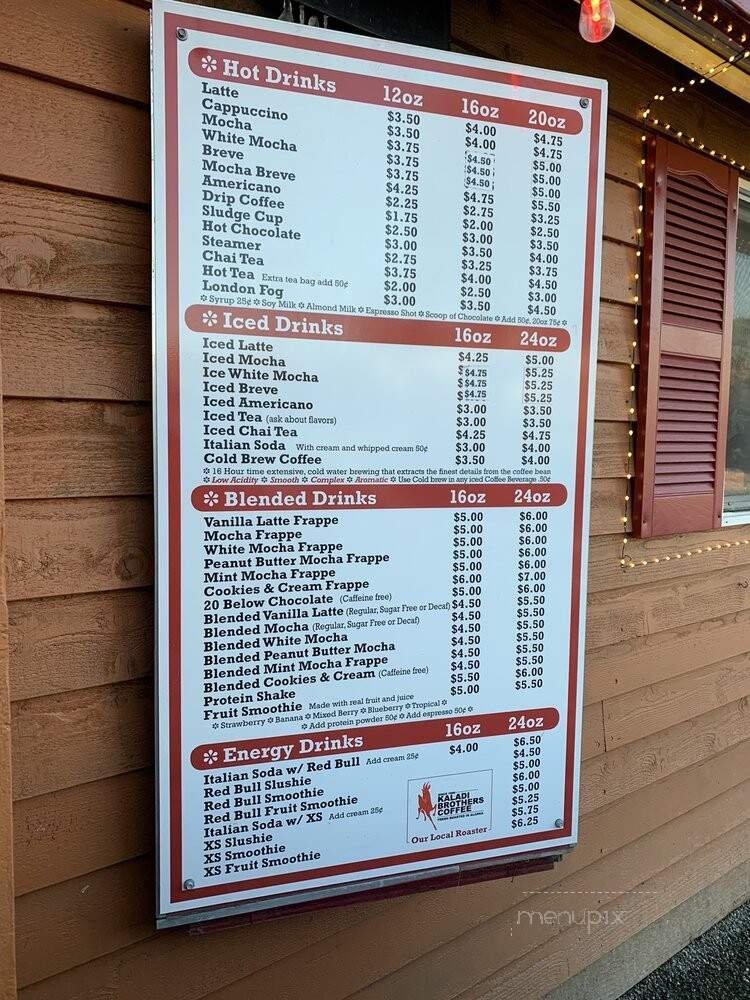 ✲ Hot Drinks 12oz 16oz 20oz
Latte $3.50 $4.00 $4.75
Cappuccino $3.50 $4.00 $4.75
Mocha $3.75 $4.50 $5.00
White Mocha $3.75 $4.50 $5.00
Breve $3.75 $4.50 $5.00
Mocha Breve $4.25 $4.75 $5.50
Americano $2.25 $2.75 $3.25
Drip Coffee $1.75 $2.00 $2.50
Sludge Cup $2.50 $3.00 $3.50
Hot Chocolate $3.00 $3.50 $4.00
Steamer $2.75 $3.25 $3.75
Chai Tea $3.75 $4.00 $4.50
Hot Tea Extra tea bag add 50¢ $2.00 $2.50 $3.00
London Fog $3.00 $3.50 $4.50
✲ Syrup 25¢ ✲ Soy Milk ✲ Almond Milk ✲ Espresso Shot ✲ Scoop of Chocolate ✲ Add 50¢, 20oz 75¢ ✲
✲ Iced Drinks 16oz 24oz
Iced Latte $4.25 $5.00
Iced Mocha $4.75 $5.25
Ice White Mocha $4.75 $5.25
Iced Breve $4.75 $5.25
Iced Americano $3.00 $3.50
Iced Tea (ask about flavors) $3.00 $3.50
Iced Chai Tea $4.25 $4.75
Italian Soda With cream and whipped cream 50¢ $3.00 $4.00
Cold Brew Coffee $3.50 $4.00
✲ 16 Hour time extensive, cold water brewing that extracts the finest details from the coffee bean
✲ Low Acidity ✲ Smooth ✲ Complex ✲ Aromatic ✲ Use Cold brew in any iced Coffee Beverage .50¢
✲ Blended Drinks 16oz 24oz
Vanilla Latte Frappe $5.00 $6.00
Mocha Frappe $5.00 $6.00
White Mocha Frappe $5.00 $6.00
Peanut Butter Mocha Frappe $5.00 $6.00
Mint Mocha Frappe $5.00 $6.00
Cookies & Cream Frappe $6.00 $7.00
20 Below Chocolate (Caffeine free) $5.00 $6.00
Blended Vanilla Latte (Regular, Sugar Free or Decaf) $4.50 $5.50
Blended Mocha (Regular, Sugar Free or Decaf) $4.50 $5.50
Blended White Mocha $4.50 $5.50
Blended Peanut Butter Mocha $4.50 $5.50
Blended Mint Mocha Frappe $4.50 $5.50
Blended Cookies & Cream (Caffeine free) $4.50 $5.50
Protein Shake $5.50 $6.00
Fruit Smoothie Made with real fruit and juice $5.00 $5.50
✲ Strawberry ✲ Banana ✲ Mixed Berry ✲ Blueberry ✲ Tropical ✲
✲ Add protein powder 50¢ ✲ Add espresso 50¢ ✲
✲ Energy Drinks 16oz 24oz
Italian Soda w/ Red Bull Add cream 25¢ $4.00 $6.50
Red Bull Slushie $4.50
Red Bull Smoothie $5.00
Red Bull Fruit Smoothie $6.00
Italian Soda w/ XS Add cream 25¢ $5.00
XS Slushie $5.25
XS Smoothie $5.75
XS Fruit Smoothie $6.25
KALADI
BROTHERS
COFFEE
Our Local Roaster
menupix